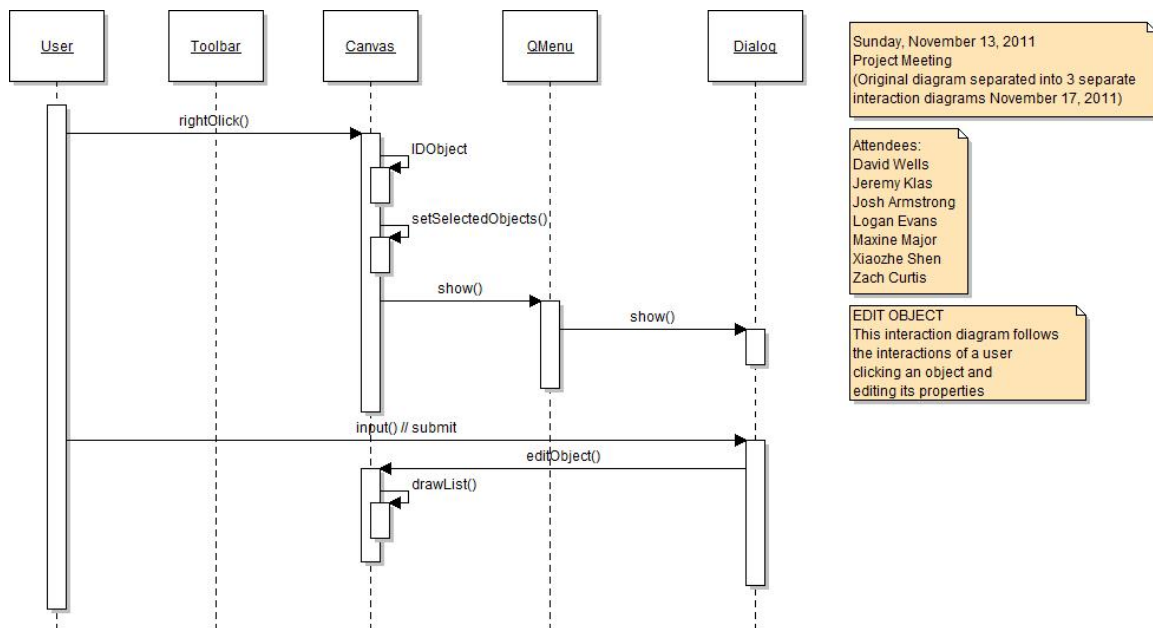 User
Toolbar
Canvas
QMenu
Dialog
rightClick()
IDObject
setSelectedObjects()
show()
show()
input() // submit
editObject()
drawList()
Sunday, November 13, 2011
Project Meeting
(Original diagram separated into 3 separate
interaction diagrams November 17, 2011)
Attendees:
David Wells
Jeremy Klas
Josh Armstrong
Logan Evans
Maxine Major
Xiaozhe Shen
Zach Curtis
EDIT OBJECT
This interaction diagram follows
the interactions of a user
clicking an object and
editing its properties